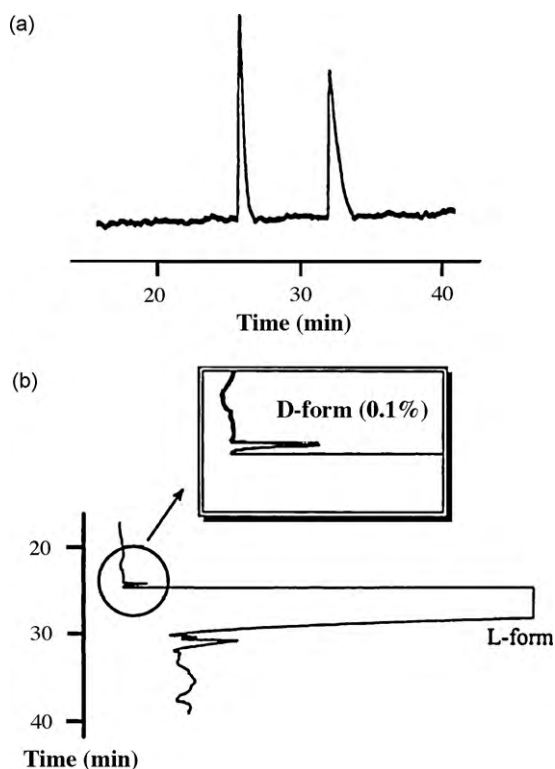 (a)
20 30 40
Time (min)
(b)
D-form (0.1%)
20
30
L-form
40
Time (min)